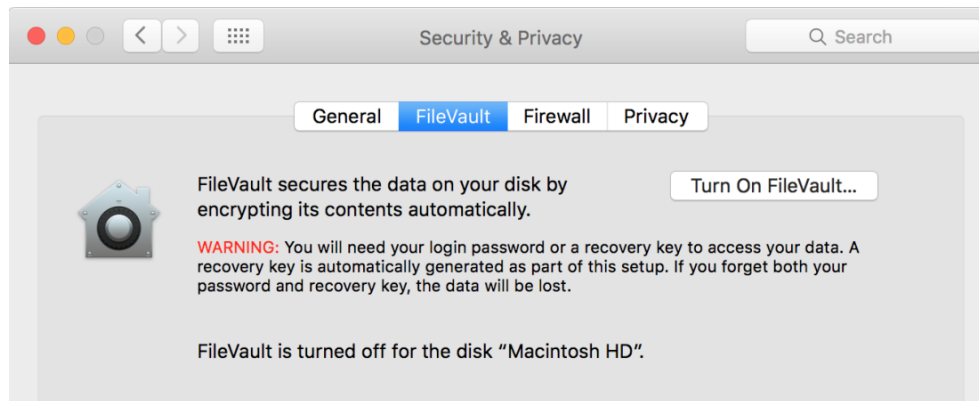 Security & Privacy
Search
General FileVault Firewall Privacy
FileVault secures the data on your disk by
encrypting its contents automatically.
Turn On FileVault...
WARNING: You will need your login password or a recovery key to access your data. A
recovery key is automatically generated as part of this setup. If you forget both your
password and recovery key, the data will be lost.
FileVault is turned off for the disk “Macintosh HD”.